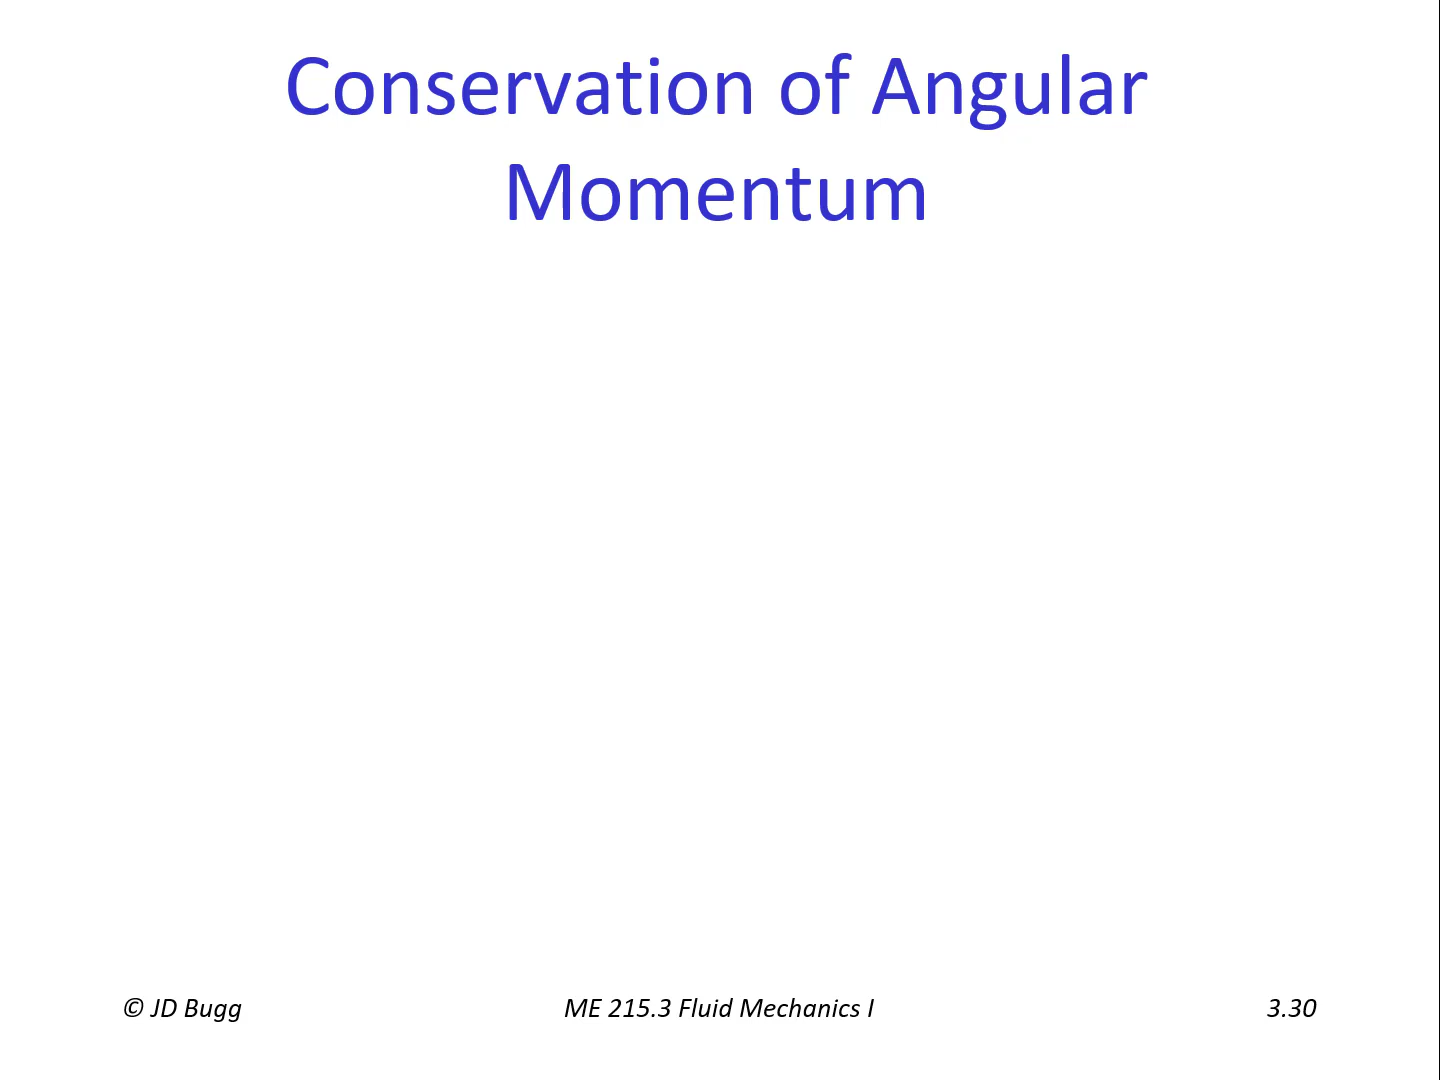 Conservation of Angular
Momentum
© JD Bugg
ME 215.3 Fluid Mechanics I
3.30